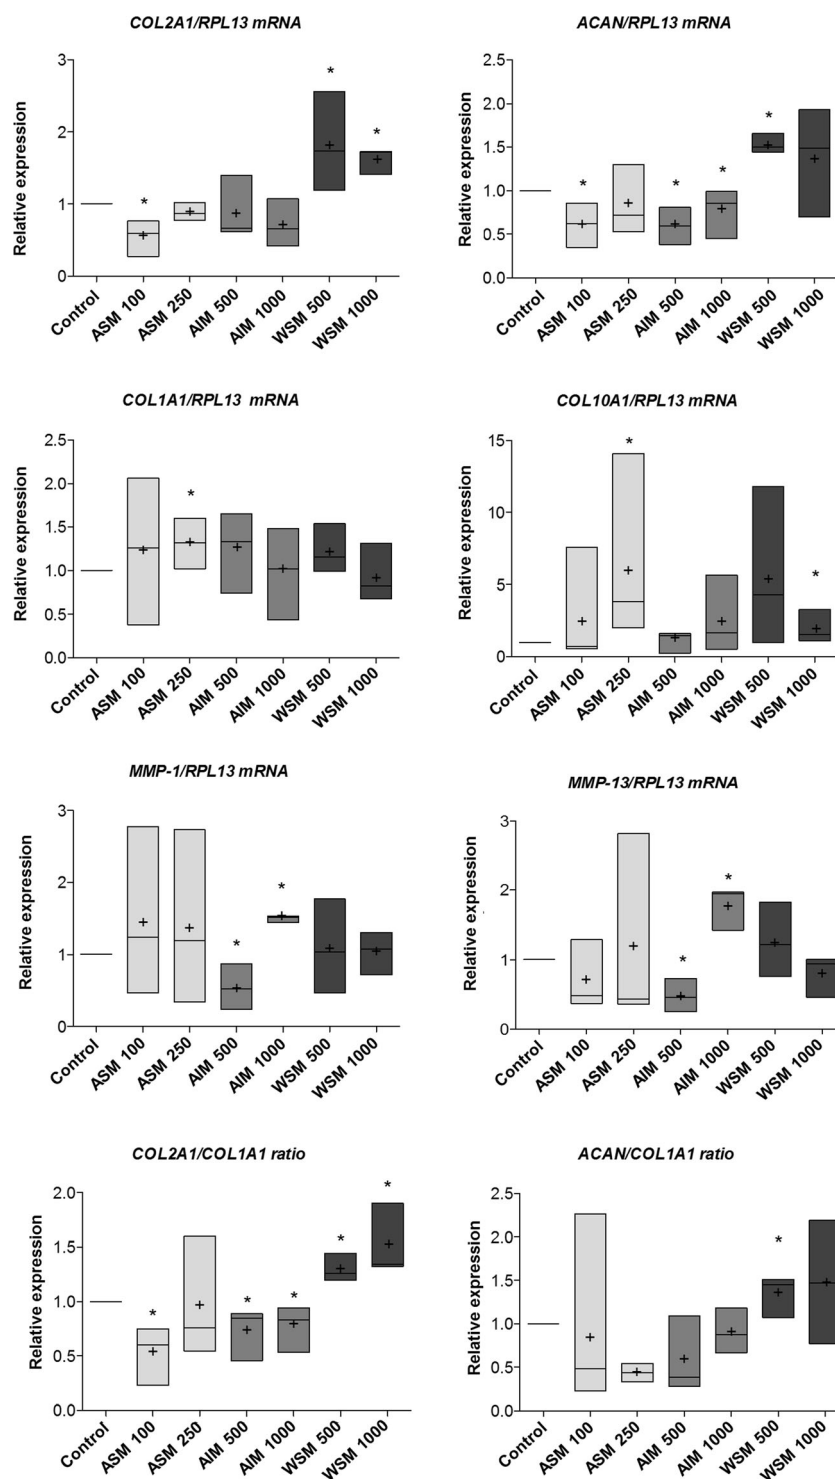 COL2A1/RPL13 mRNA
Relative expression
3
2
1
0
*
*
*
Control
ASM 100
ASM 250
AIM 500
AIM 1000
WSM 500
WSM 1000
ACAN/RPL13 mRNA
Relative expression
2.5
2.0
1.5
1.0
0.5
0.0
*
*
*
*
Control
ASM 100
ASM 250
AIM 500
AIM 1000
WSM 500
WSM 1000
COL1A1/RPL13 mRNA
Relative expression
2.5
2.0
1.5
1.0
0.5
0.0
*
Control
ASM 100
ASM 250
AIM 500
AIM 1000
WSM 500
WSM 1000
COL10A1/RPL13 mRNA
Relative expression
15
10
5
0
*
*
Control
ASM 100
ASM 250
AIM 500
AIM 1000
WSM 500
WSM 1000
MMP-1/RPL13 mRNA
Relative expression
3
2
1
0
*
*
Control
ASM 100
ASM 250
AIM 500
AIM 1000
WSM 500
WSM 1000
MMP-13/RPL13 mRNA
Relative expression
3
2
1
0
*
*
Control
ASM 100
ASM 250
AIM 500
AIM 1000
WSM 500
WSM 1000
COL2A1/COL1A1 ratio
Relative expression
2.0
1.5
1.0
0.5
0.0
*
*
*
*
*
Control
ASM 100
ASM 250
AIM 500
AIM 1000
WSM 500
WSM 1000
ACAN/COL1A1 ratio
Relative expression
2.5
2.0
1.5
1.0
0.5
0.0
*
Control
ASM 100
ASM 250
AIM 500
AIM 1000
WSM 500
WSM 1000